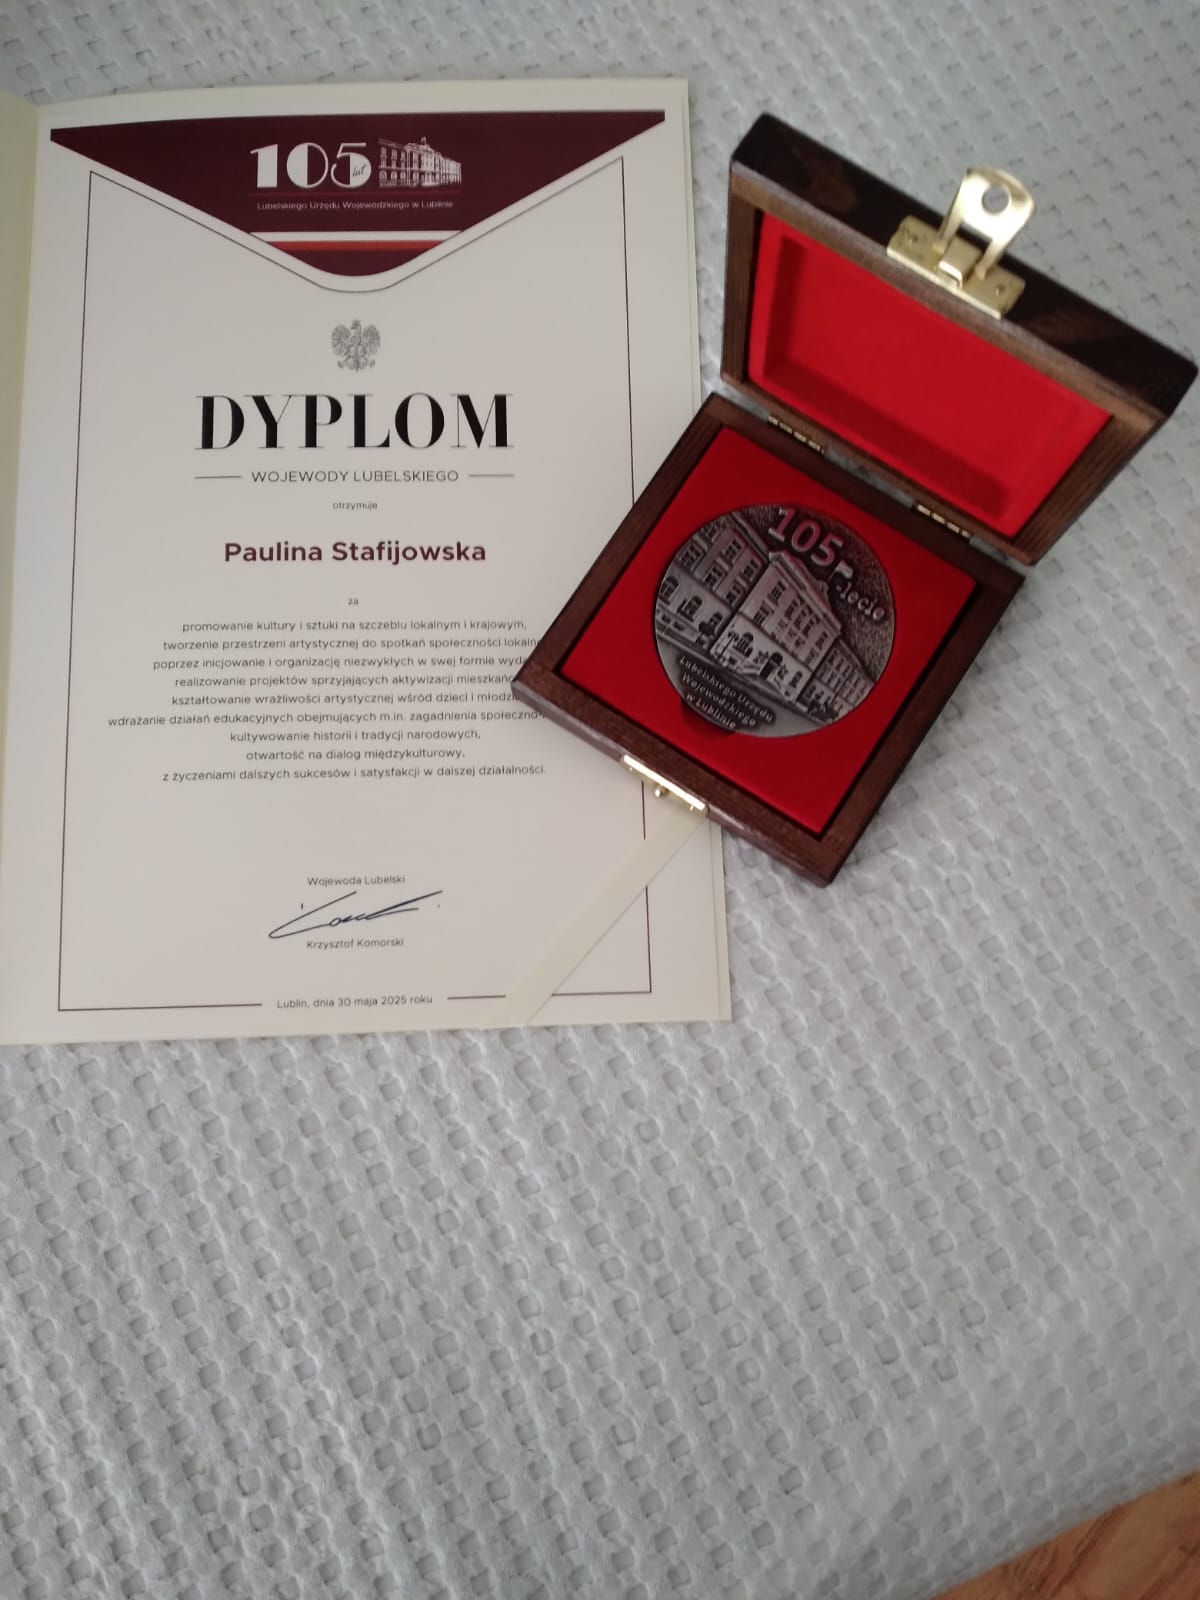 105 lat
Lubelskiego Urzędu Wojewódzkiego w Lublinie
DYPLOM
WOJEWODY LUBELSKIEGO
otrzymuje
Paulina Stafijowska
za
promowanie kultury i sztuki na szczeblu lokalnym i krajowym,
tworzenie przestrzeni artystycznej do spotkań społeczności
poprzez inicjowanie i organizację niezwykłych w swej formie
realizowanie projektów sprzyjających aktywizacji
kształtowanie wrażliwości artystycznej wśród dzieci i
wdrażanie działań edukacyjnych obejmujących m.in. zagadnienia
kultywowanie historii i tradycji narodowych,
otwartość na dialog międzykulturowy,
z życzeniami dalszych sukcesów i satysfakcji w dalszej działalności.
Wojewoda Lubelski
Krzysztof Komorski
Lublin, dnia 30 maja 2025 roku
105
-lecie
Lubelskiego Urzędu
Wojewódzkiego
w Lublinie